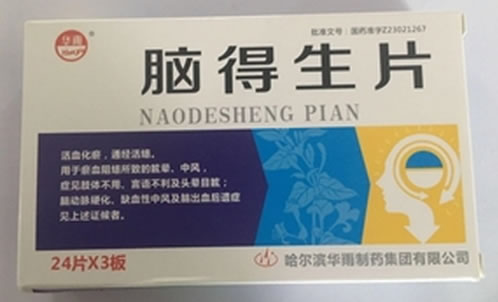 批准文号：国药准字Z23021267
华雨
脑得生片
NAODESHENG PIAN
活血化瘀，通经活络。
用于瘀血阻络所致的眩晕、中风，
症见肢体不用、言语不利及头晕目眩；
脑动脉硬化、缺血性中风及脑出血后遗症
见上述证候者。
24片X3板
哈尔滨华雨制药集团有限公司